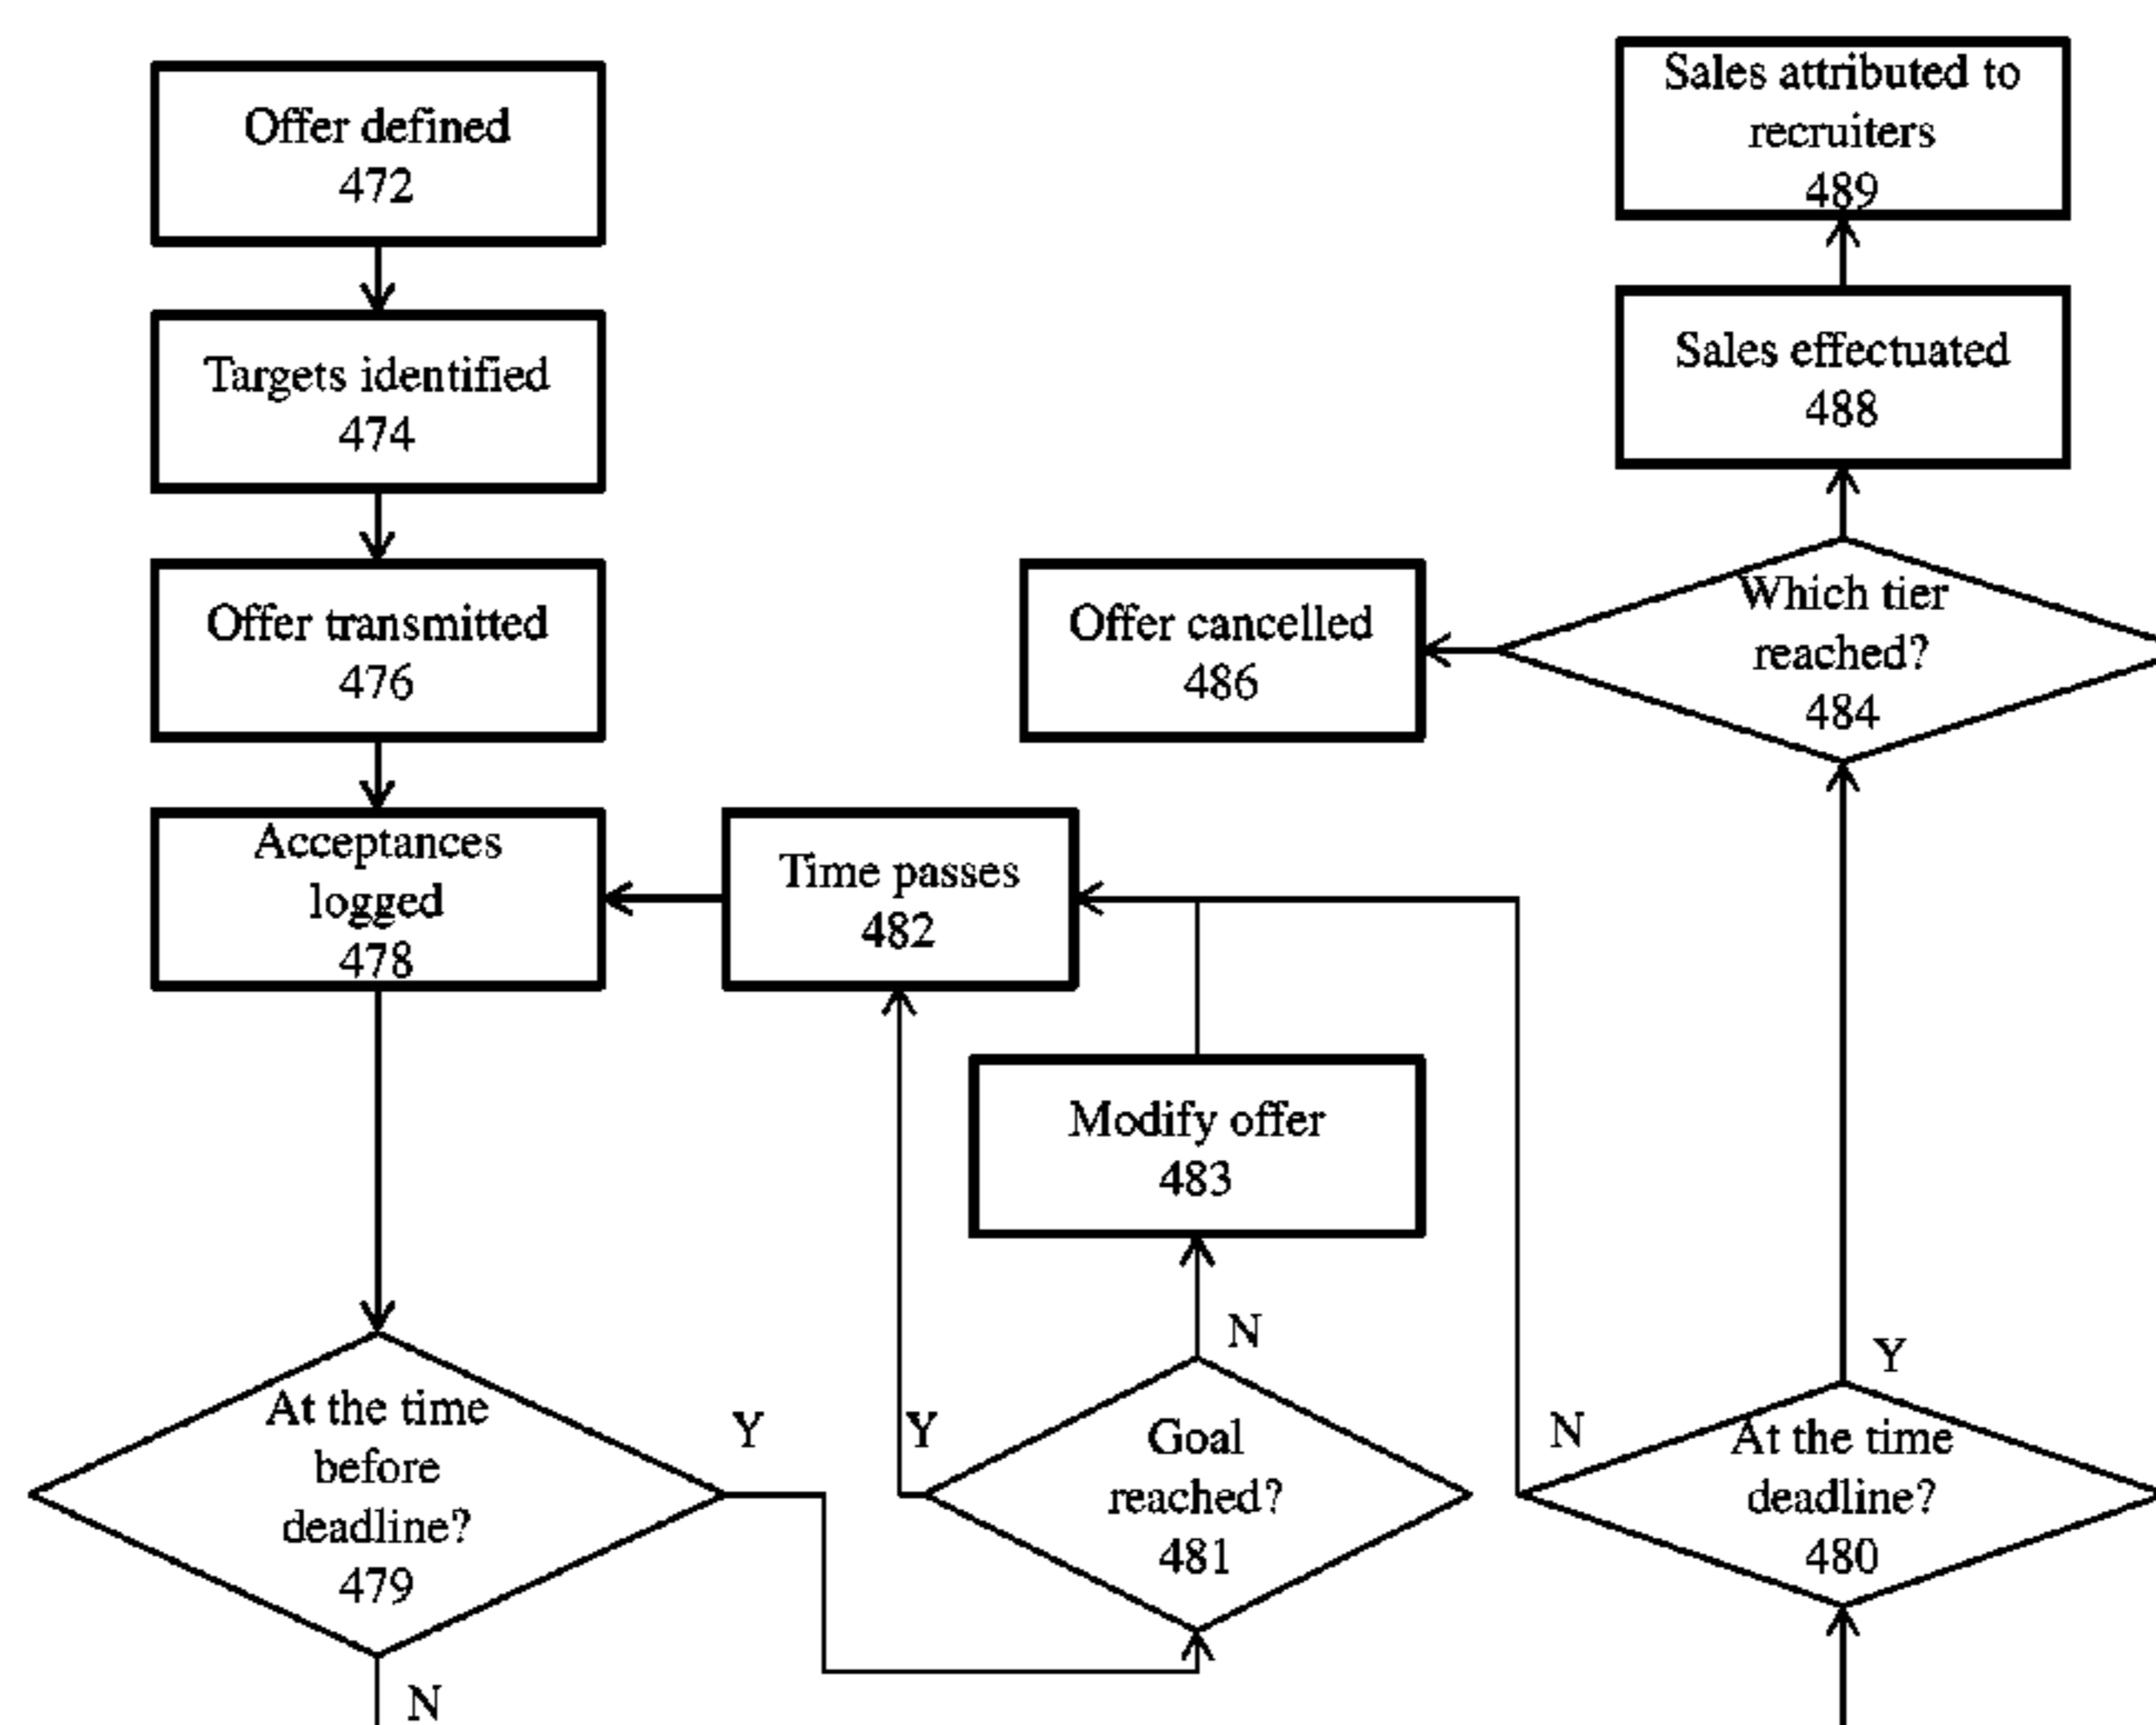 Offer defined
472
Targets identified
474
Offer transmitted
476
Acceptances
logged
478
At the time
before
deadline?
479
Y
N
Time passes
482
Y
Goal
reached?
481
N
Modify offer
483
Offer cancelled
486
Sales attributed to
recruiters
489
Sales effectuated
488
Which tier
reached?
484
Y
N
At the time
deadline?
480